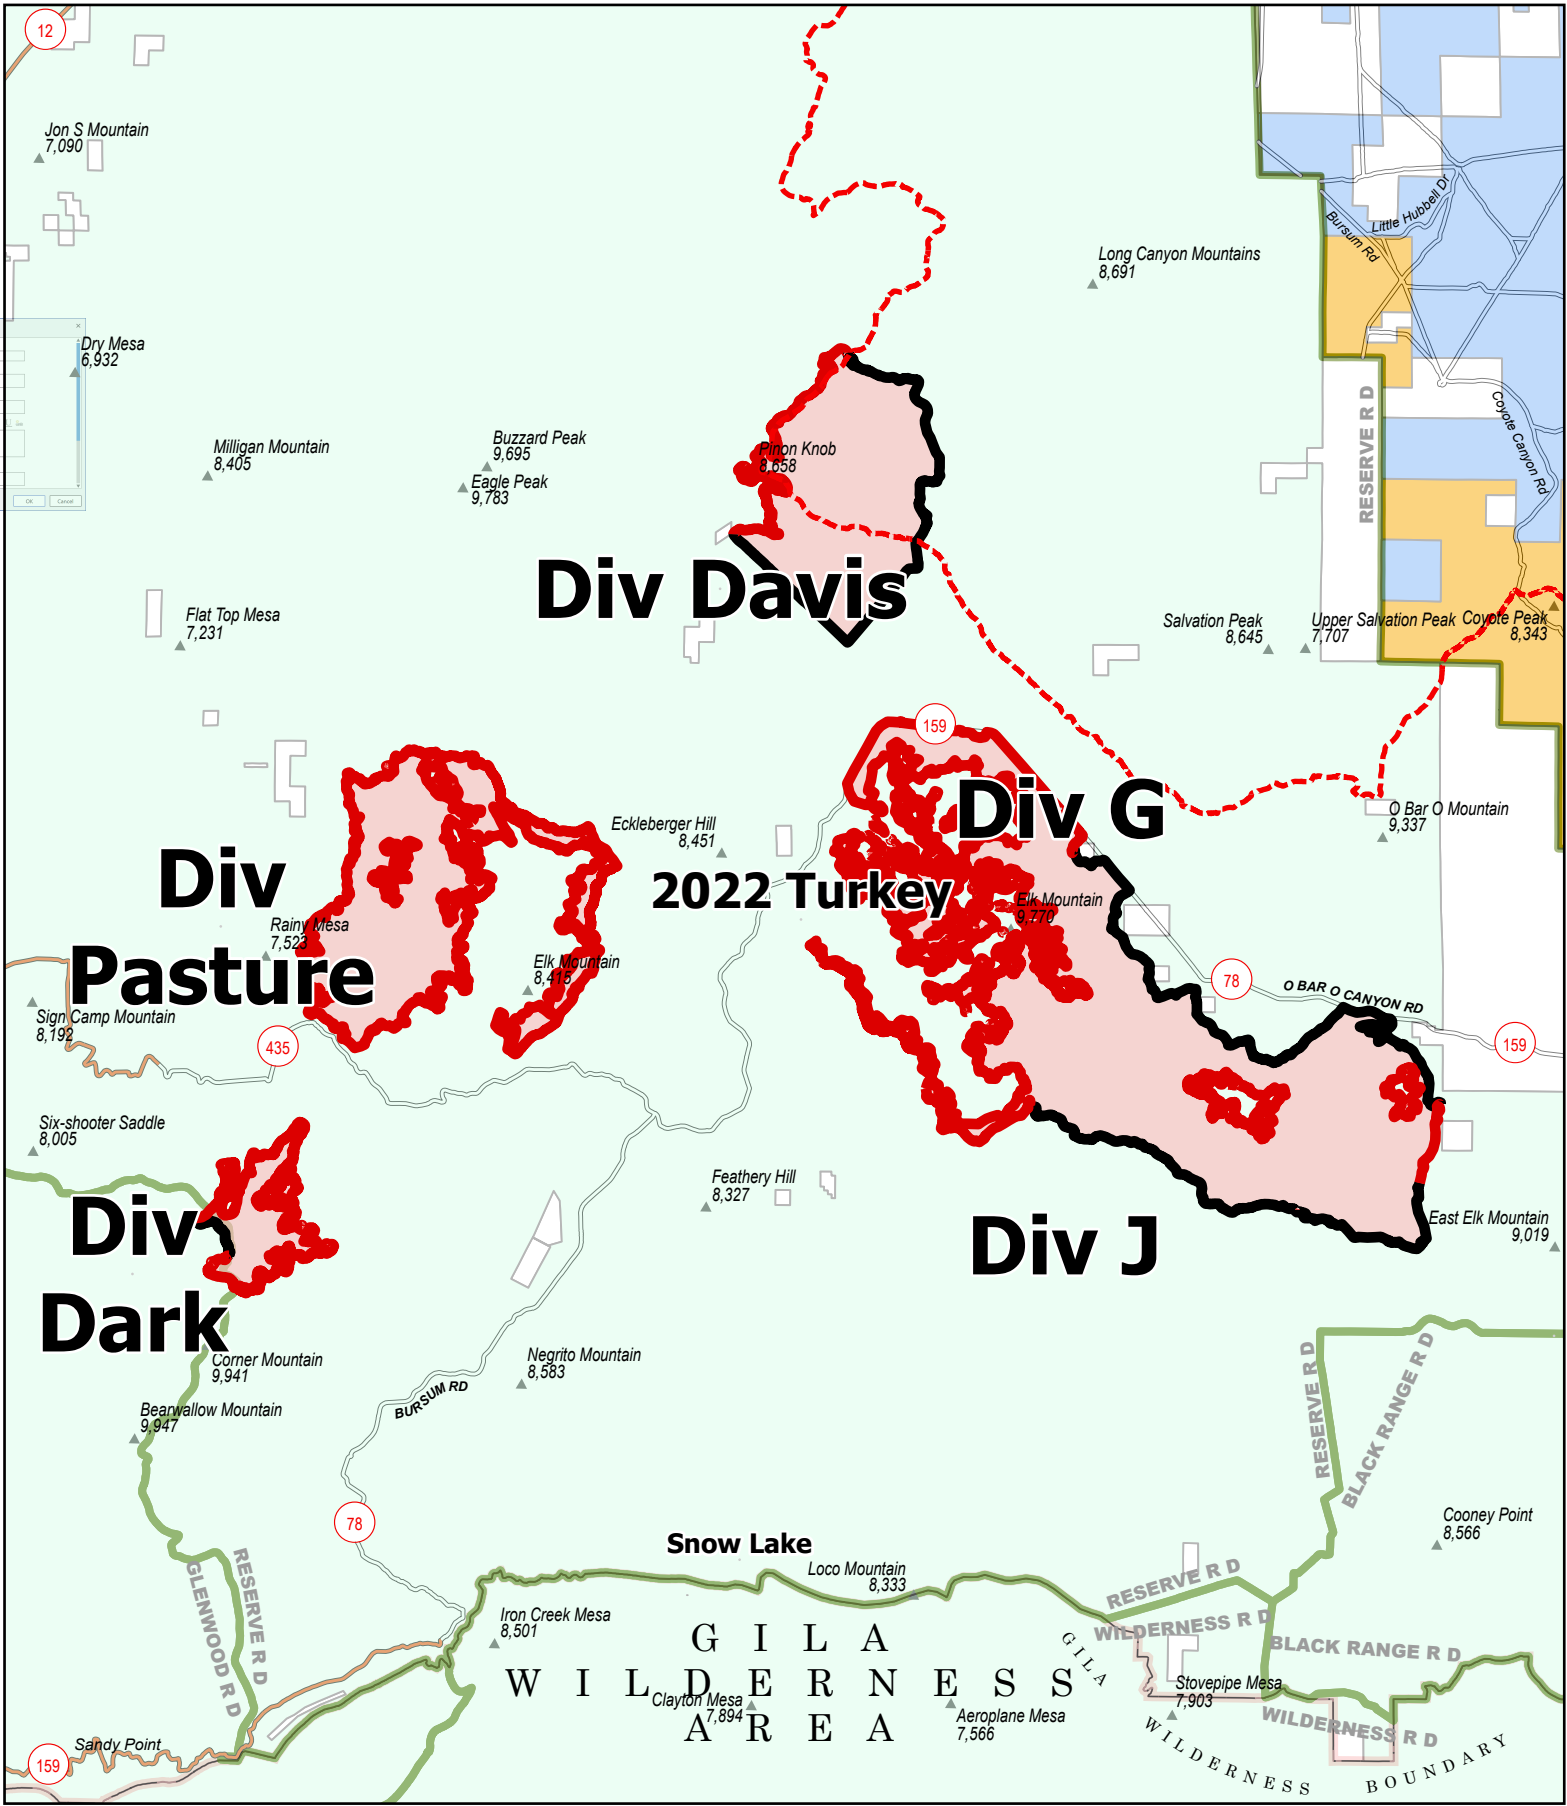 12
Jon S Mountain
7,090
Little Hubbell Dr
Bursum Rd
Long Canyon Mountains
8,691
Dry Mesa
6,932
RESERVE R D
Coyote Canyon Rd
Milligan Mountain
8,405
Buzzard Peak
9,695
Eagle Peak
9,783
Pinon Knob
8,658
OK
Cancel
Div Davis
Flat Top Mesa
7,231
Salvation Peak
8,645
Upper Salvation Peak
7,707
Coyote Peak
8,343
159
Div G
Eckleberger Hill
8,451
O Bar O Mountain
9,337
Div
Pasture
2022 Turkey
Elk Mountain
9,770
Rainy Mesa
7,523
Elk Mountain
8,415
78
O BAR O CANYON RD
Sign Camp Mountain
8,192
435
159
Six-shooter Saddle
8,005
Feathery Hill
8,327
Div
Dark
Div J
East Elk Mountain
9,019
Corner Mountain
9,941
Negrito Mountain
8,583
BURSUM RD
Bearwallow Mountain
9,947
RESERVE R D
BLACK RANGE R D
78
Cooney Point
8,566
Snow Lake
Loco Mountain
8,333
GLENWOOD R D
RESERVE R D
RESERVE R D
WILDERNESS R D
BLACK RANGE R D
Iron Creek Mesa
8,501
GILA
WILDERNESS
AREA
Clayton Mesa
7,894
Aeroplane Mesa
7,566
Stovepipe Mesa
7,903
WILDERNESS R D
GILA
WILDERNESS
BOUNDARY
Sandy Point
159